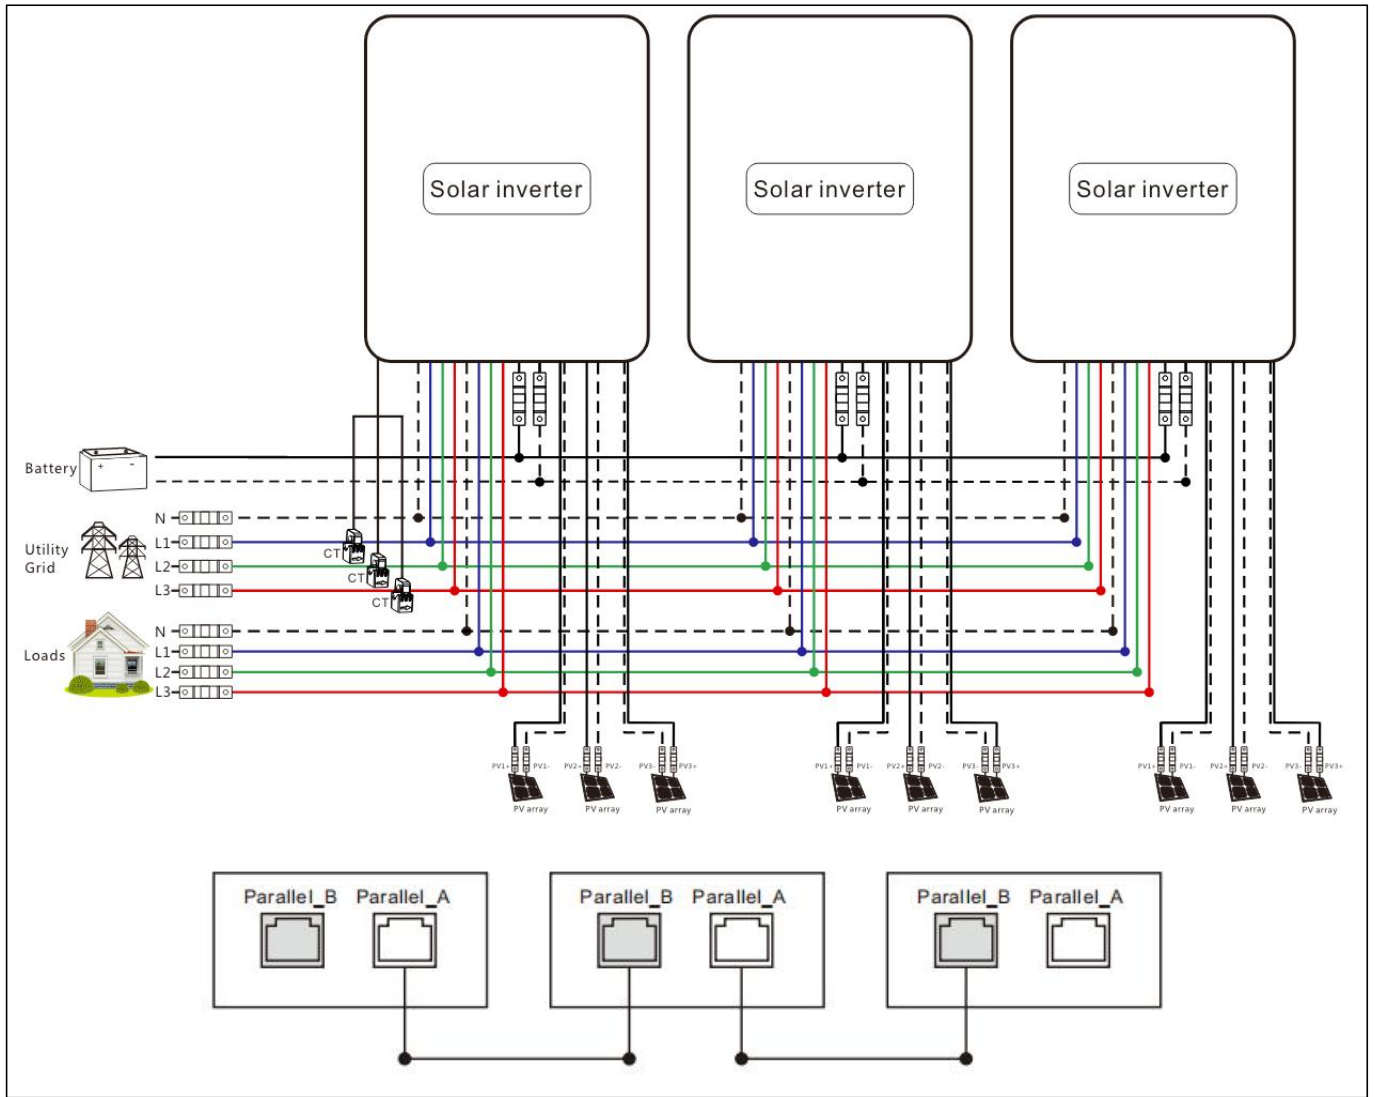 Solar inverter
Solar inverter
Solar inverter
Battery
+ -
Utility
Grid
N
L1
L2
L3
CT
CT
CT
Loads
N
L1
L2
L3
PV1+ PV1- PV2+ PV2- PV3- PV3+
PV1+ PV1- PV2+ PV2- PV3- PV3+
PV1+ PV1- PV2+ PV2- PV3- PV3+
PV array PV array PV array
PV array PV array PV array
PV array PV array PV array
Parallel_B Parallel_A
Parallel_B Parallel_A
Parallel_B Parallel_A